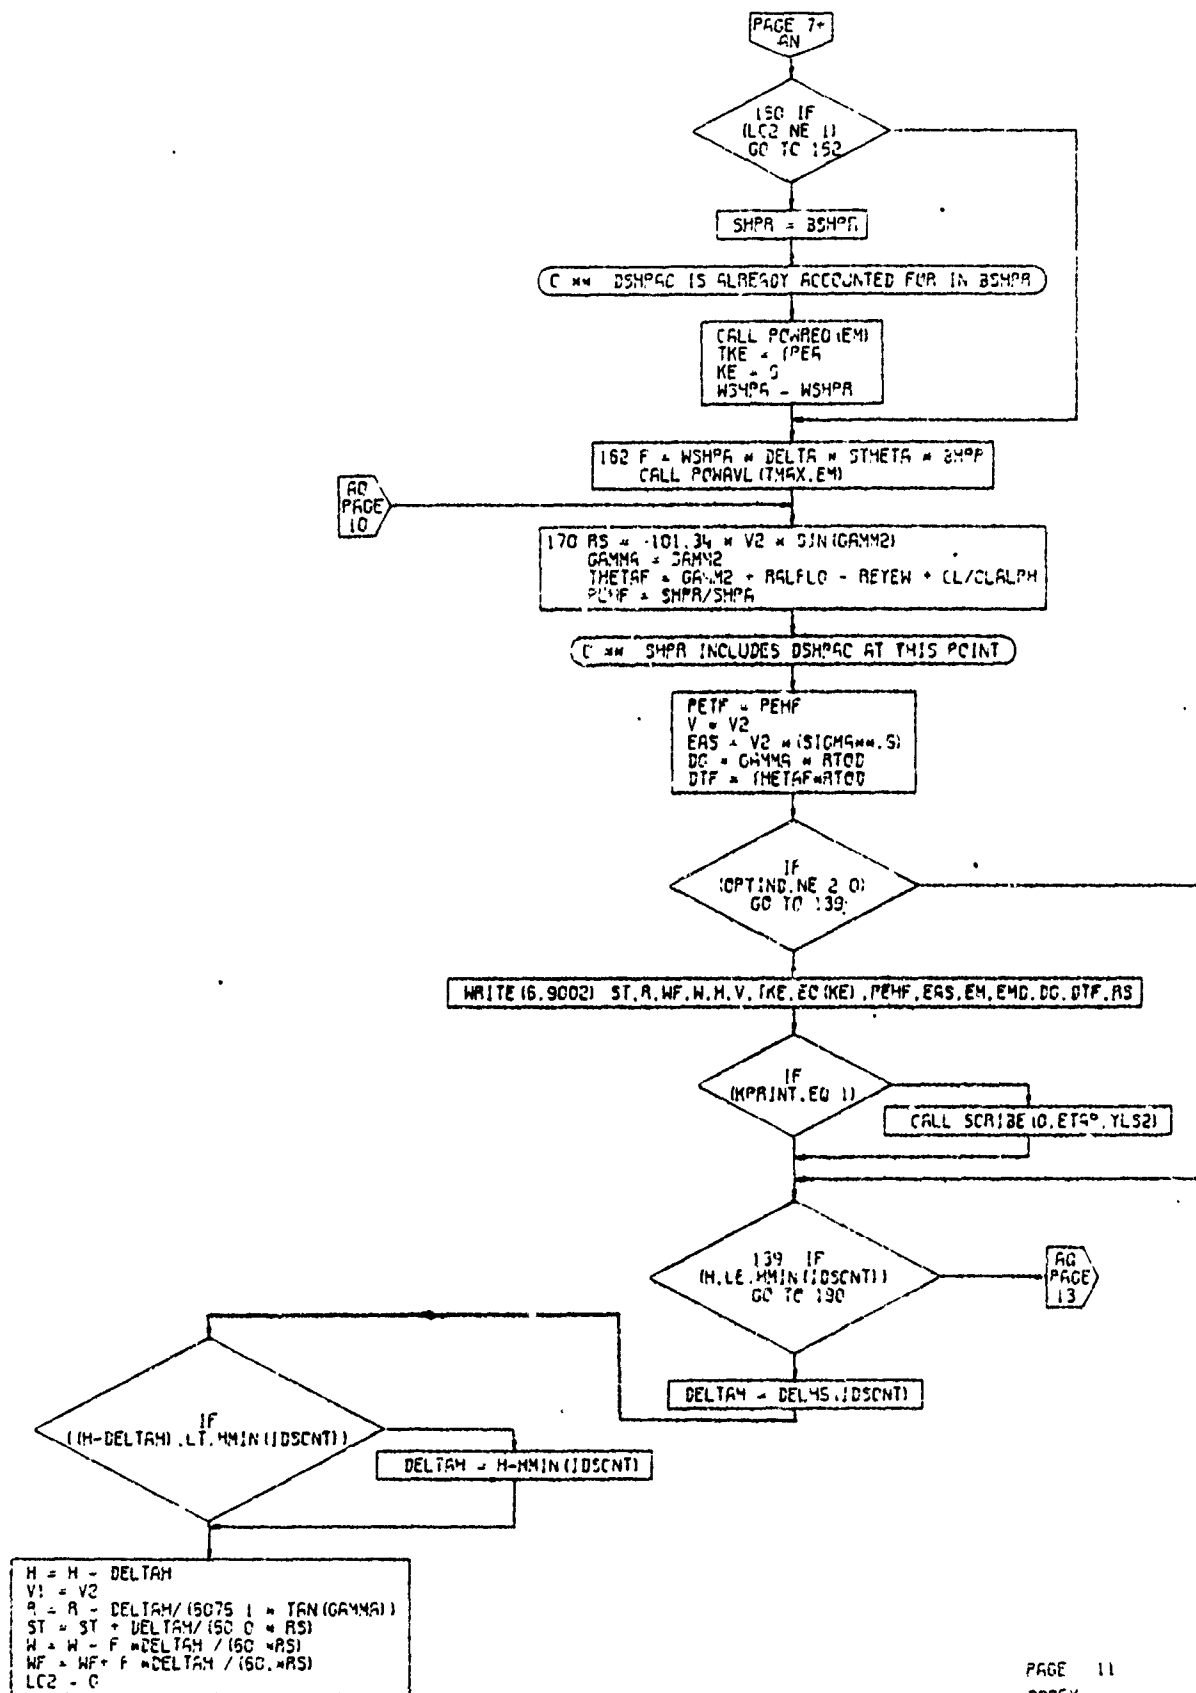 PAGE 7+
AN
150 IF
(LC2 NE 1)
GO TO 152
SHPR = BSHPR
C ** DSHPAC IS ALREADY ACCOUNTED FOR IN BSHPR
CALL POWREQ(EM)
TKE = TPEA
KE = 5
WSHPA = WSHPR
162 F = WSHPA * DELTA * STHETA * BHPP
CALL POWAVL(TMAX.EM)
AO
PAGE
10
170 RS = -101.34 * V2 * SIN(GAMM2)
GAMMA = GAMM2
THETAF = GAMM2 + RALFLO - REYEW + CL/CLALPH
PEHF = SHPR/SHPA
C ** SHPR INCLUDES DSHPAC AT THIS POINT
PETF = PEHF
V = V2
EAS = V2 * (SIGMA**.5)
DG = GAMMA * RTOD
DTF = THETAF*RTOD
IF
(OPTIND.NE 2 0)
GO TO 139
WRITE(6.9002) ST.R.WF.W.H.V.TKE.EC(KE).PEHF.EAS.EM.EMD.DG.DTF.RS
IF
(KPRINT.EQ 1)
CALL SCRIBE(0.ETAP.YLS2)
139 IF
(H.LE.HMIN(IDSCNT))
GO TO 190
AQ
PAGE
13
DELTAH = DELHS(IDSCNT)
IF
((H-DELTAH).LT.HMIN(IDSCNT))
DELTAH = H-HMIN(IDSCNT)
H = H - DELTAH
V1 = V2
R = R - DELTAH/(6076 1 * TAN(GAMMA))
ST = ST + DELTAH/(60 0 * RS)
W = W - F *DELTAH /(60 *RS)
WF = WF+ F *DELTAH /(60.*RS)
LC2 = 0
PAGE 11